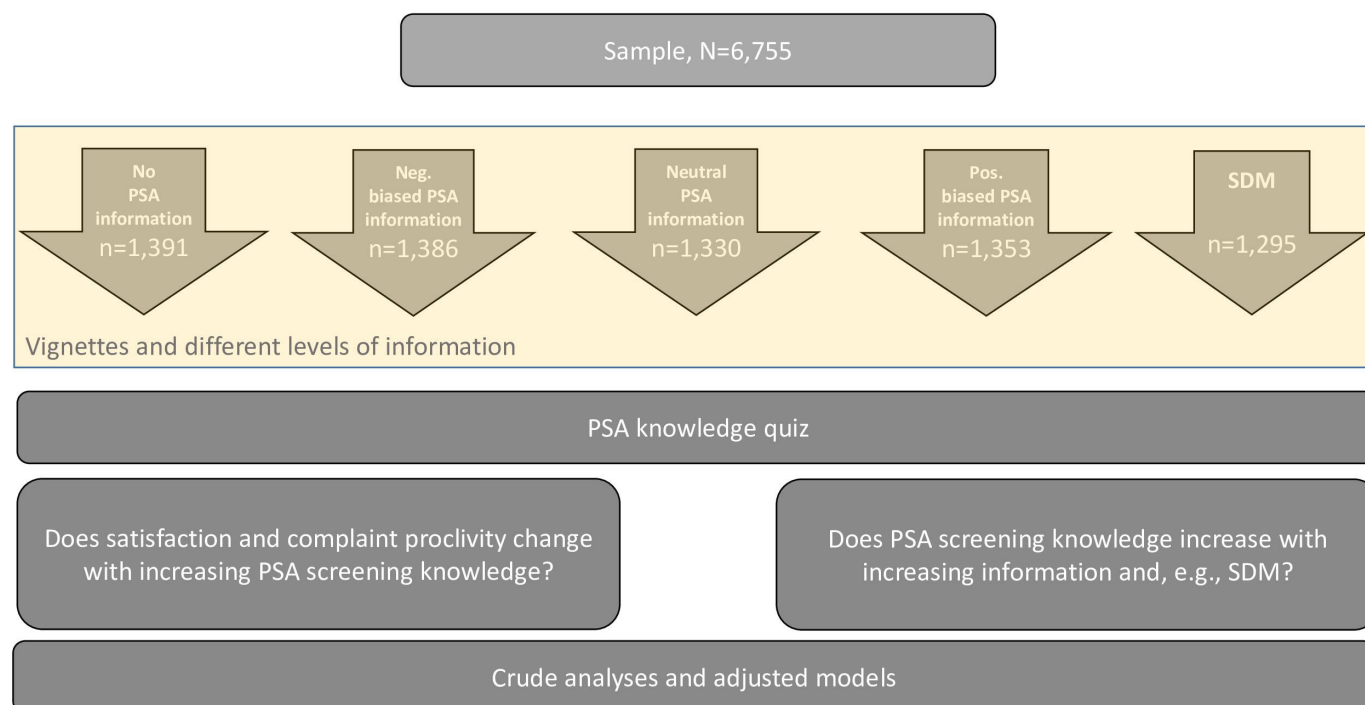 Sample, N=6,755
No
PSA
information
n=1,391
Neg.
biased PSA
information
n=1,386
Neutral
PSA
information
n=1,330
Pos.
biased PSA
information
n=1,353
SDM
n=1,295
Vignettes and different levels of information
PSA knowledge quiz
Does satisfaction and complaint proclivity change
with increasing PSA screening knowledge?
Does PSA screening knowledge increase with
increasing information and, e.g., SDM?
Crude analyses and adjusted models